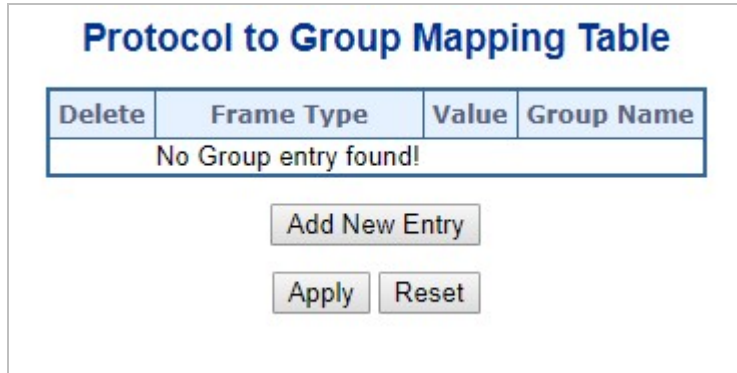 Protocol to Group Mapping Table
Delete Frame Type Value Group Name
No Group entry found!
Add New Entry
Apply Reset